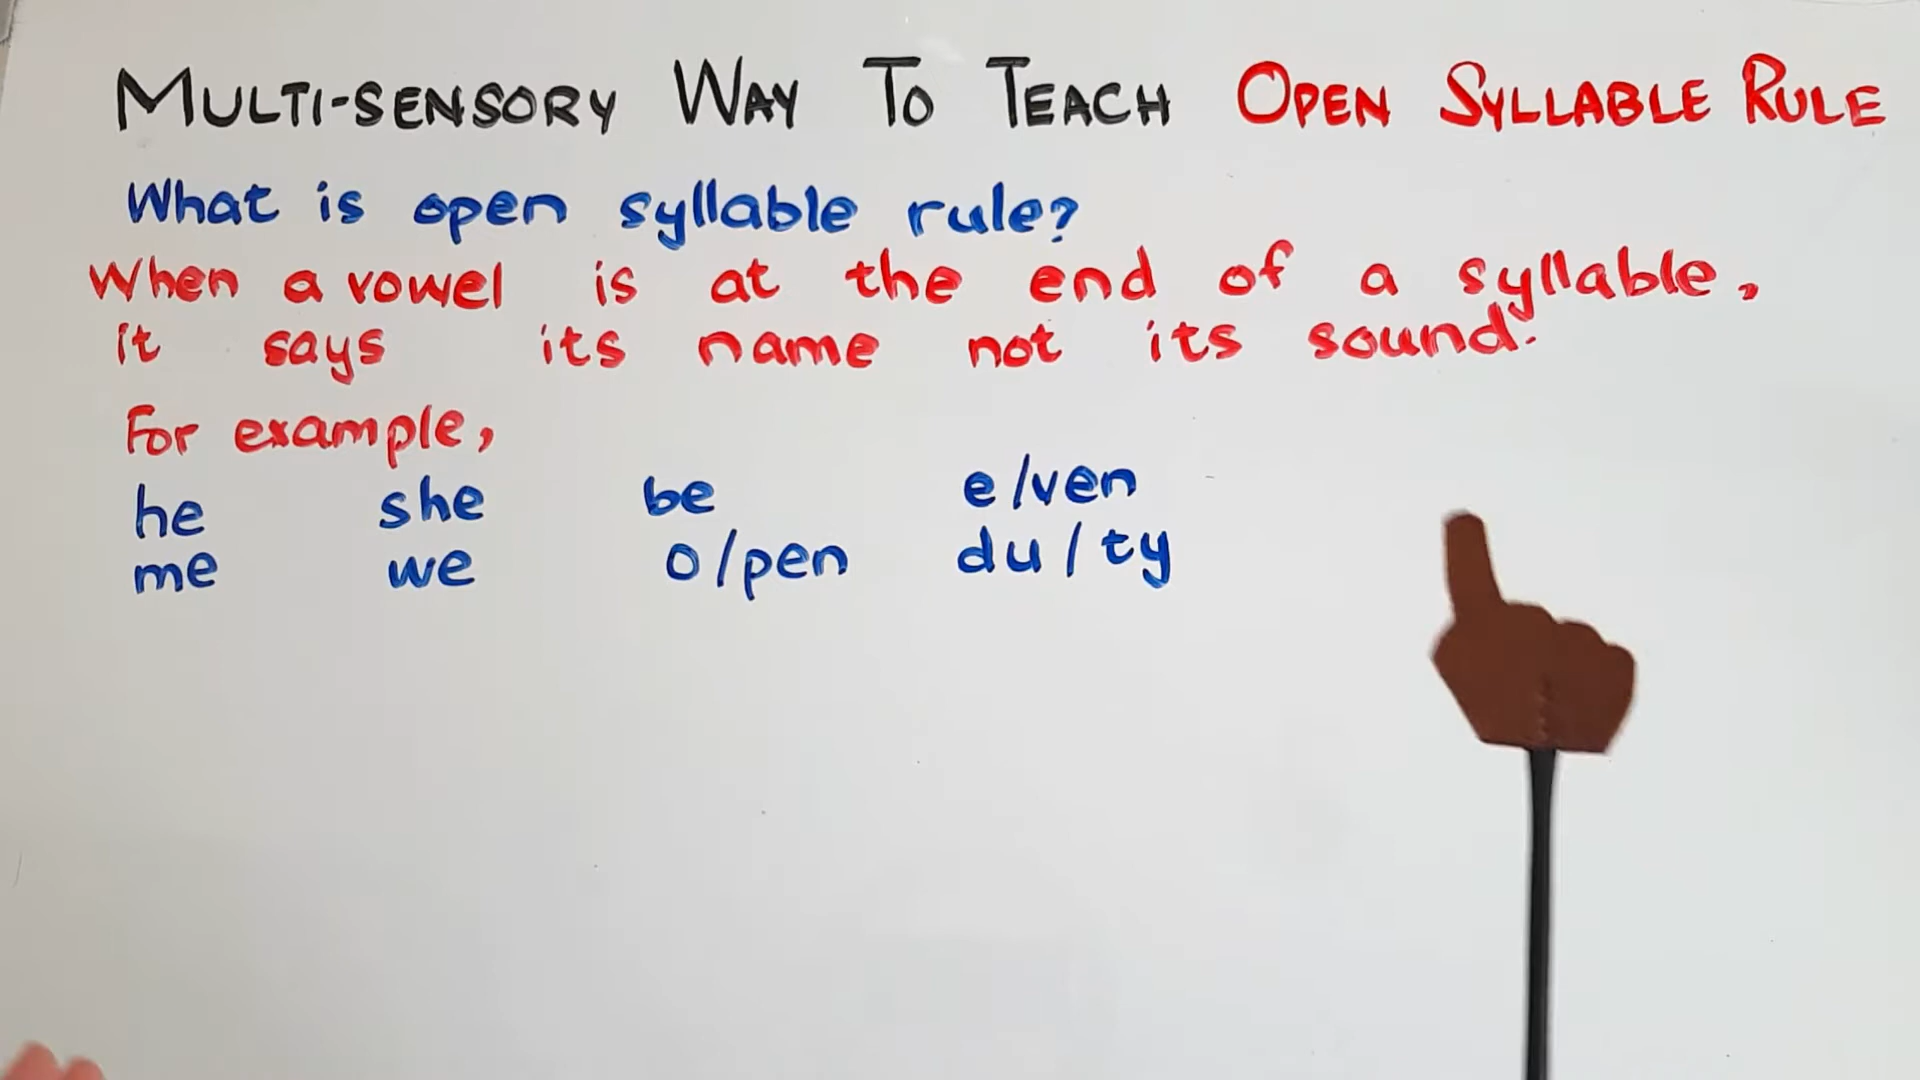 MULTI-SENSORY WAY TO TEACH OPEN SYLLABLE RULE
What is open syllable rule?
When a vowel is at the end of a syllable,
it says its name not its sound.
For example,
he she be e/ven
me we o/pen du/ty